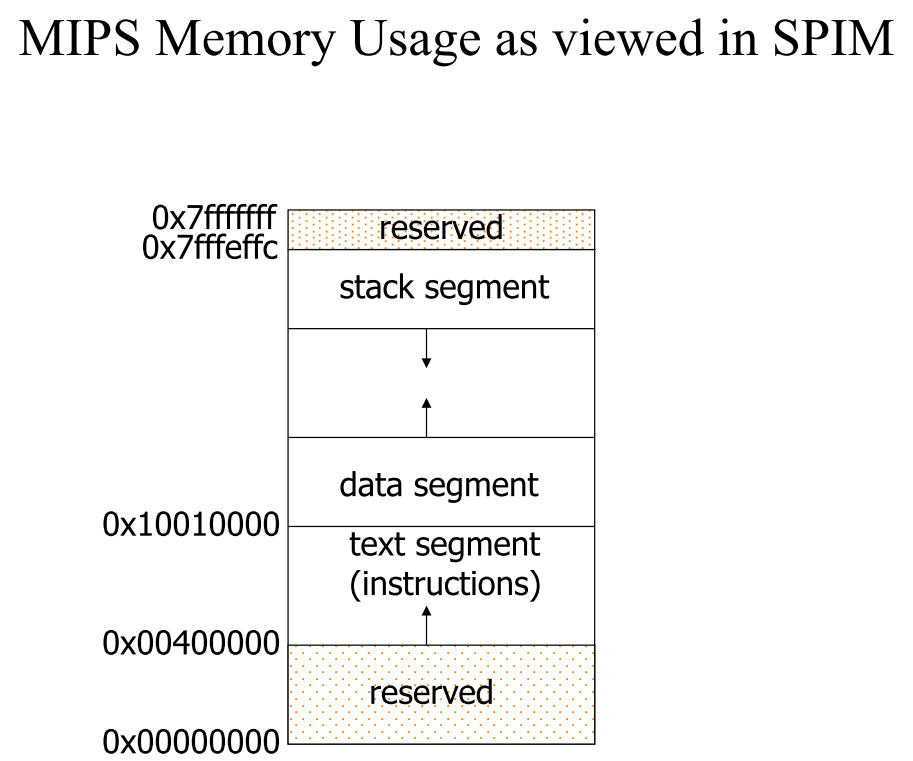 MIPS Memory Usage as viewed in SPIM
0x7fffffff
reserved
0x7fffeffc
stack segment
data segment
0x10010000
text segment
(instructions)
0x00400000
reserved
0x00000000